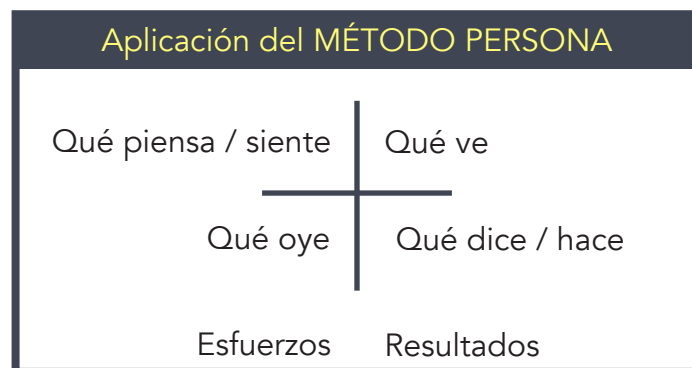 Aplicación del MÉTODO PERSONA
Qué piensa / siente
Qué ve
Qué oye
Qué dice / hace
Esfuerzos
Resultados